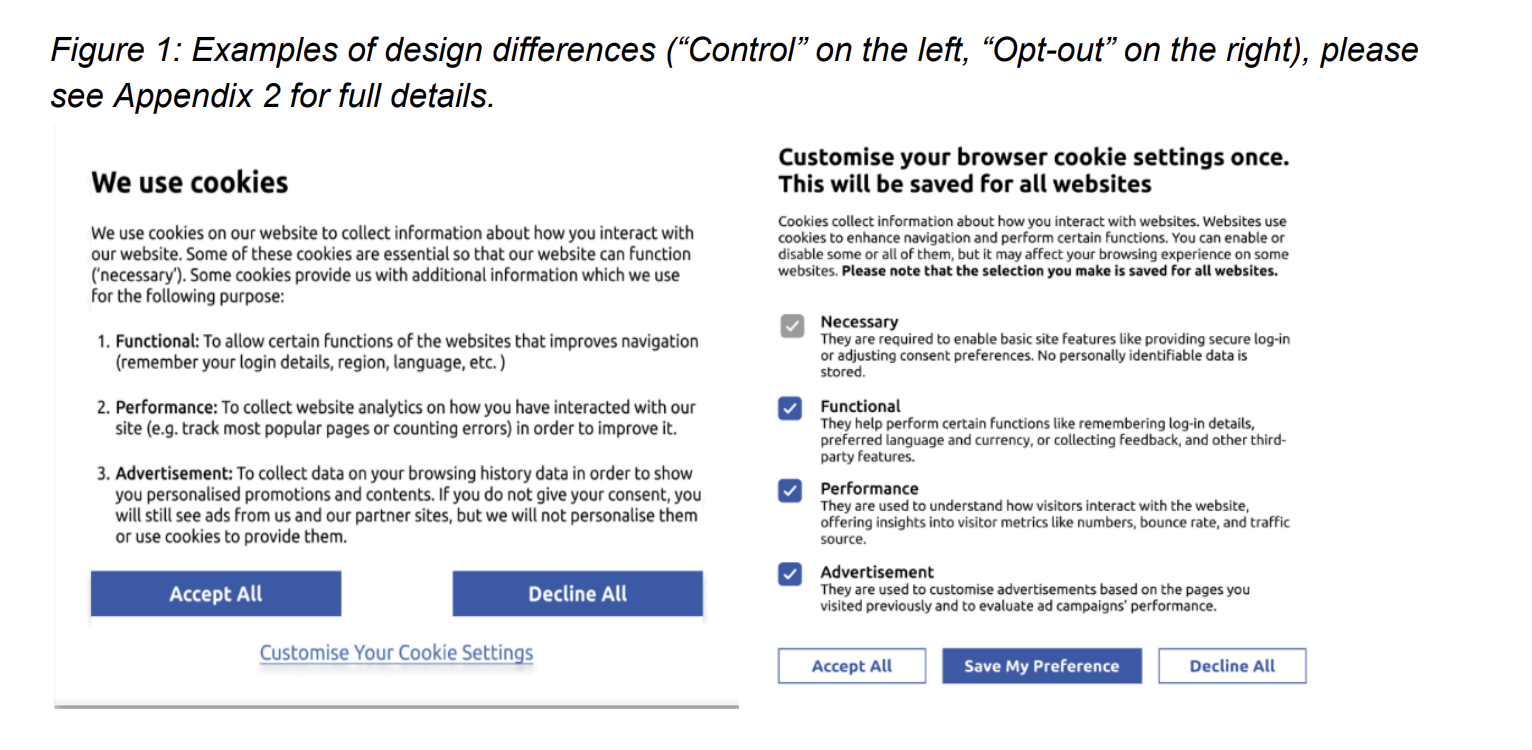 Figure 1: Examples of design differences (“Control” on the left, “Opt-out” on the right), please
see Appendix 2 for full details.
We use cookies
We use cookies on our website to collect information about how you interact with
our website. Some of these cookies are essential so that our website can function
(‘necessary’). Some cookies provide us with additional information which we use
for the following purpose:
1. Functional: To allow certain functions of the websites that improves navigation
(remember your login details, region, language, etc. )
2. Performance: To collect website analytics on how you have interacted with our
site (e.g. track most popular pages or counting errors) in order to improve it.
3. Advertisement: To collect data on your browsing history data in order to show
you personalised promotions and contents. If you do not give your consent, you
will still see ads from us and our partner sites, but we will not personalise them
or use cookies to provide them.
Accept All
Decline All
Customise Your Cookie Settings
Customise your browser cookie settings once.
This will be saved for all websites
Cookies collect information about how you interact with websites. Websites use
cookies to enhance navigation and perform certain functions. You can enable or
disable some or all of them, but it may affect your browsing experience on some
websites. Please note that the selection you make is saved for all websites.
Necessary
They are required to enable basic site features like providing secure log-in
or adjusting consent preferences. No personally identifiable data is
stored.
Functional
They help perform certain functions like remembering log-in details,
preferred language and currency, or collecting feedback, and other third-
party features.
Performance
They are used to understand how visitors interact with the website,
offering insights into visitor metrics like numbers, bounce rate, and traffic
source.
Advertisement
They are used to customise advertisements based on the pages you
visited previously and to evaluate ad campaigns’ performance.
Accept All
Save My Preference
Decline All